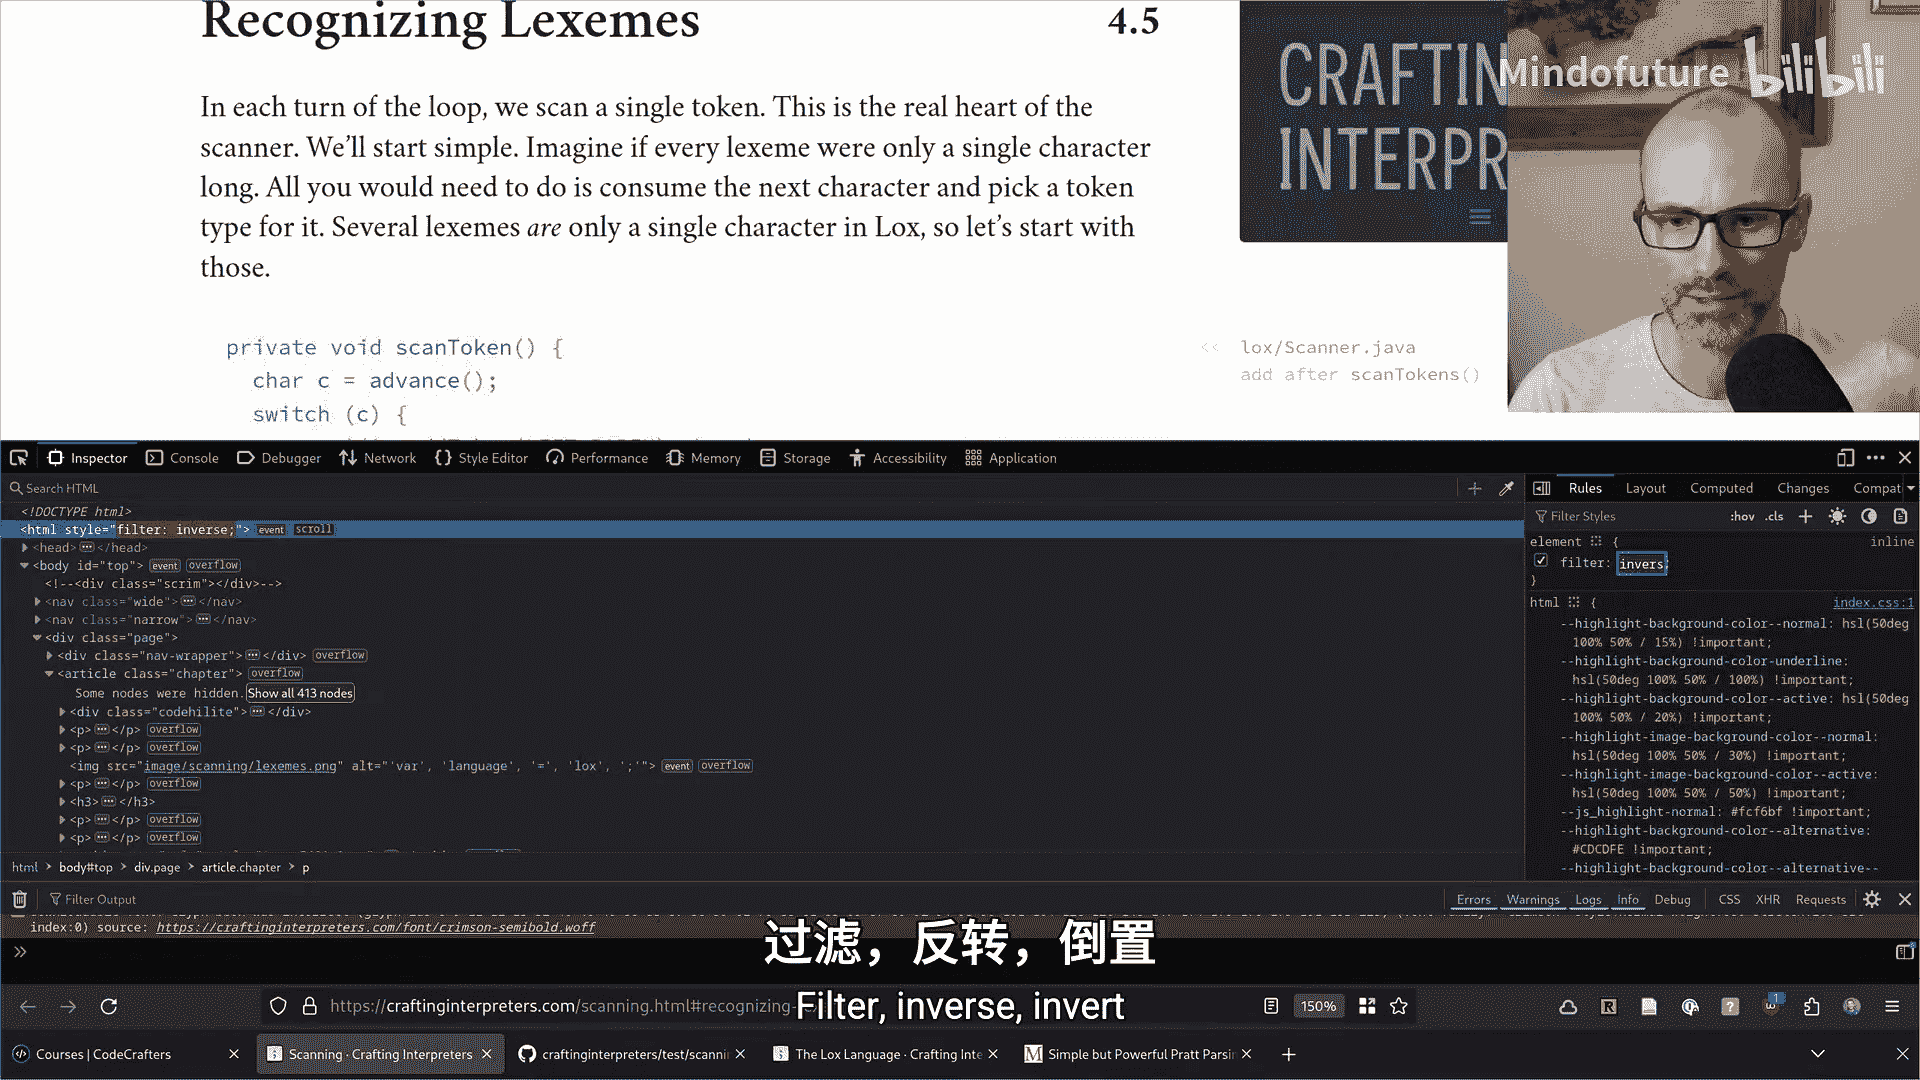 Recognizing Lexemes
4.5
In each turn of the loop, we scan a single token. This is the real heart of the
scanner. We’ll start simple. Imagine if every lexeme were only a single character
long. All you would need to do is consume the next character and pick a token
type for it. Several lexemes are only a single character in Lox, so let’s start with
those.
private void scanToken() {
char c = advance();
switch (c) {
<< lox/Scanner.java
add after scanTokens()
CRAFTIN
INTERPR
Mindofuture bilibili
Inspector Console Debugger Network Style Editor Performance Memory Storage Accessibility Application
Search HTML
<!DOCTYPE html>
<html style="filter: inverse;"> event scroll
<head> </head>
<body id="top"> event overflow
<!--<div class="scrim"></div>-->
<nav class="wide"> </nav>
<nav class="narrow"> </nav>
<div class="page">
<div class="nav-wrapper"> </div> overflow
<article class="chapter"> overflow
Some nodes were hidden. Show all 413 nodes
<div class="codehilite"> </div>
<p> </p> overflow
<p> </p> overflow
<img src="image/scanning/lexemes.png" alt="'var', 'language', '=', 'lox', ';'"> event overflow
<p> </p> overflow
<h3> </h3>
<p> </p> overflow
<p> </p> overflow
html > body#top > div.page > article.chapter > p
Rules Layout Computed Changes Compat
Filter Styles :hov .cls
element { inline
filter: invers;
}
html { index.css:1
--highlight-background-color--normal: hsl(50deg
100% 50% / 15%) !important;
--highlight-background-color-underline:
hsl(50deg 100% 50% / 100%) !important;
--highlight-background-color--active: hsl(50deg
100% 50% / 20%) !important;
--highlight-image-background-color--normal:
hsl(50deg 100% 50% / 30%) !important;
--highlight-image-background-color--active:
hsl(50deg 100% 50% / 50%) !important;
--js_highlight-normal: #fcf6bf !important;
--highlight-background-color--alternative:
#CDCDFE !important;
--highlight-background-color--alternative--
Filter Output
Errors Warnings Logs Info Debug CSS XHR Requests
index:0) source: https://craftinginterpreters.com/font/crimson-semibold.woff
过滤，反转，倒置
Filter, inverse, invert
https://craftinginterpreters.com/scanning.html#recognizing-
150%
1
Courses | CodeCrafters
Scanning · Crafting Interpreters
craftinginterpreters/test/scanni
The Lox Language · Crafting Inte
Simple but Powerful Pratt Parsin